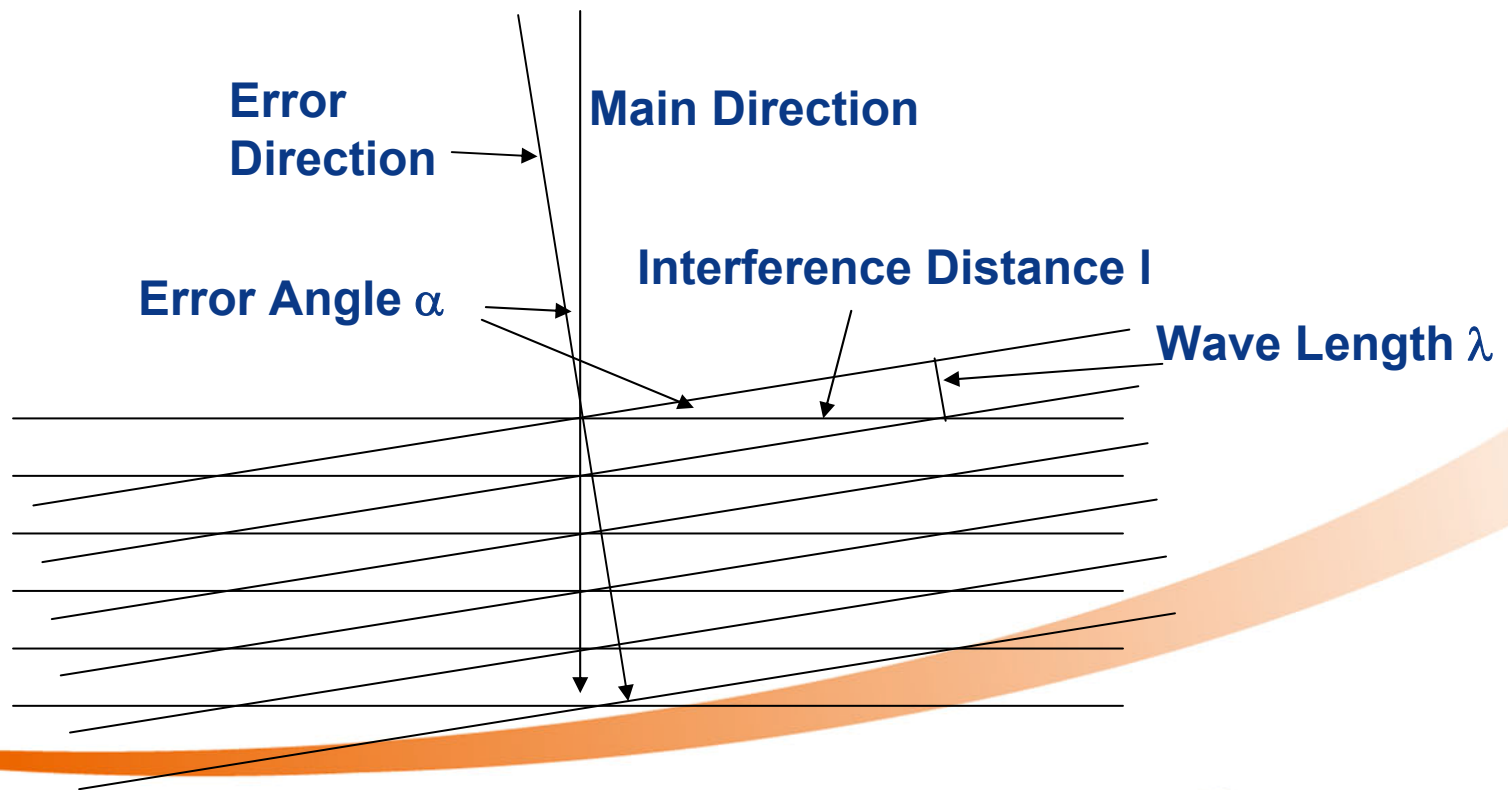 Error
Direction
Main Direction
Interference Distance l
Error Angle α
Wave Length λ